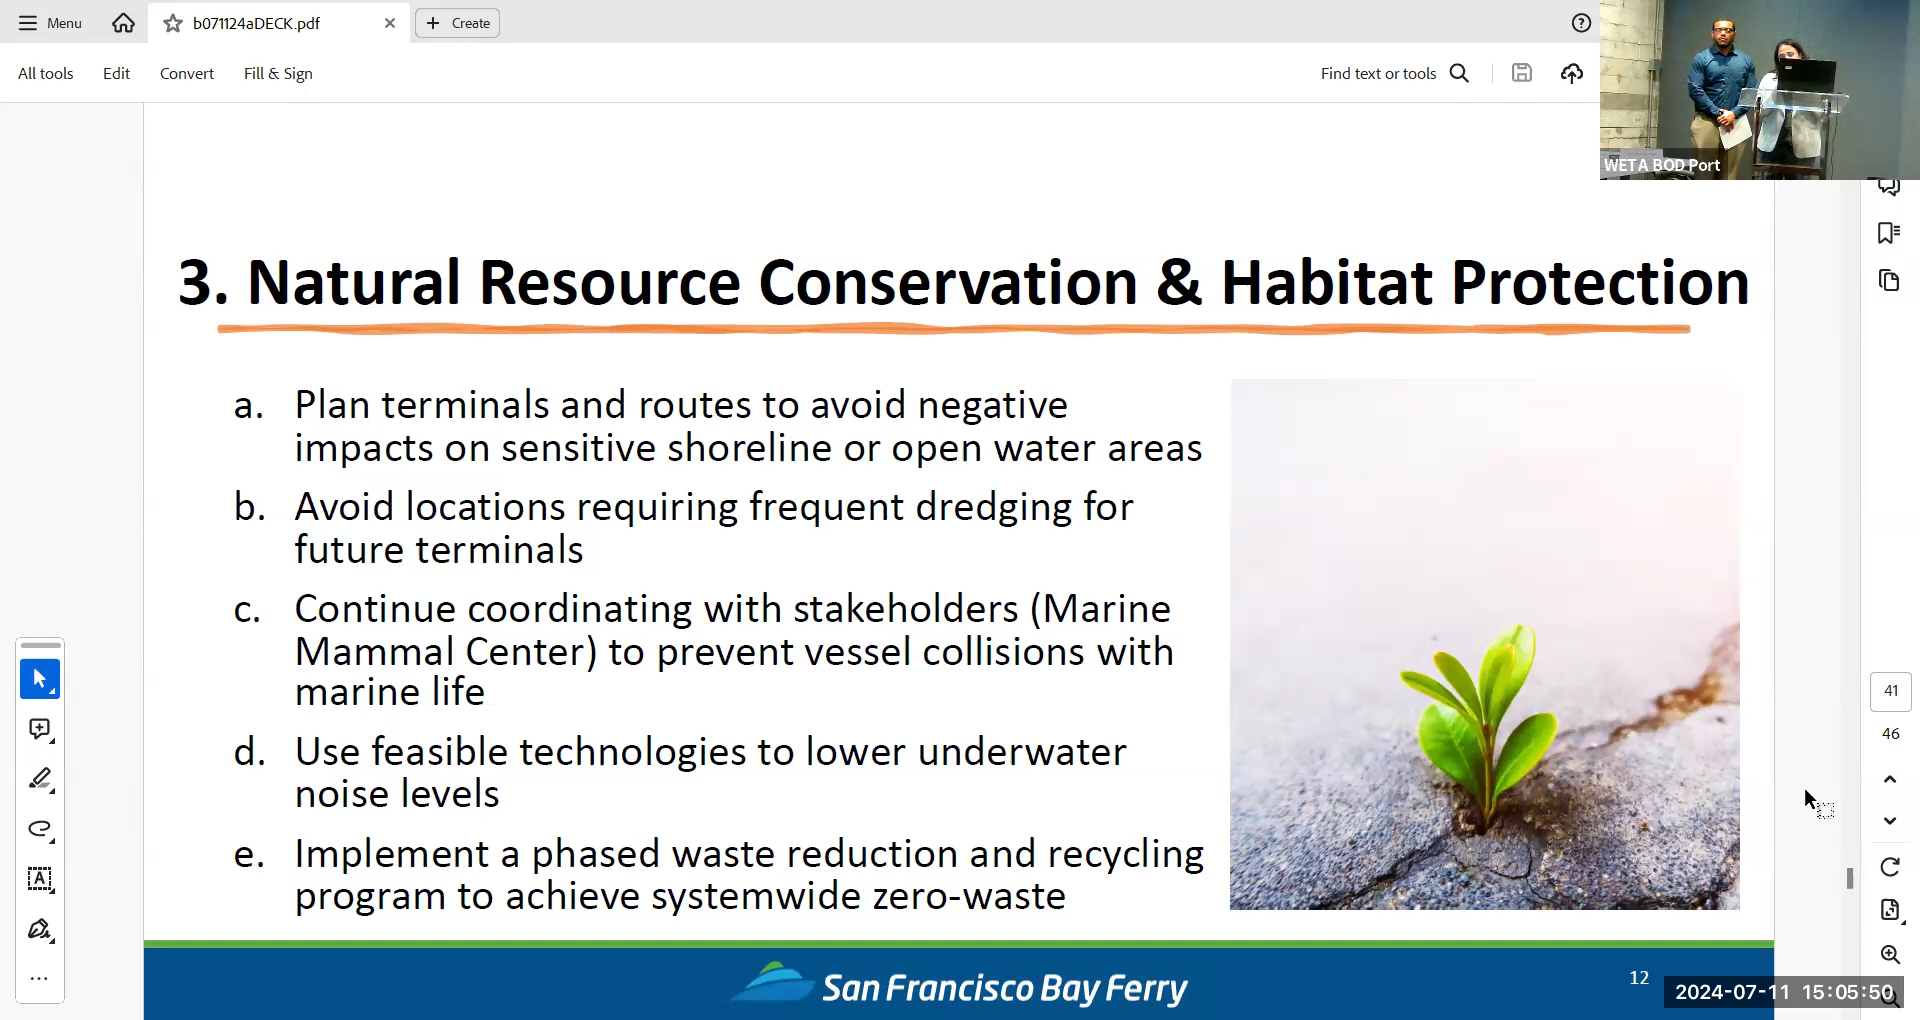 Menu
b071124aDECK.pdf
Create
All tools
Edit
Convert
Fill & Sign
Find text or tools
WETA BOD Port
3. Natural Resource Conservation & Habitat Protection
a. Plan terminals and routes to avoid negative
impacts on sensitive shoreline or open water areas
b. Avoid locations requiring frequent dredging for
future terminals
c. Continue coordinating with stakeholders (Marine
Mammal Center) to prevent vessel collisions with
marine life
d. Use feasible technologies to lower underwater
noise levels
e. Implement a phased waste reduction and recycling
program to achieve systemwide zero-waste
41
46
San Francisco Bay Ferry
12
2024-07-11 15:05:50